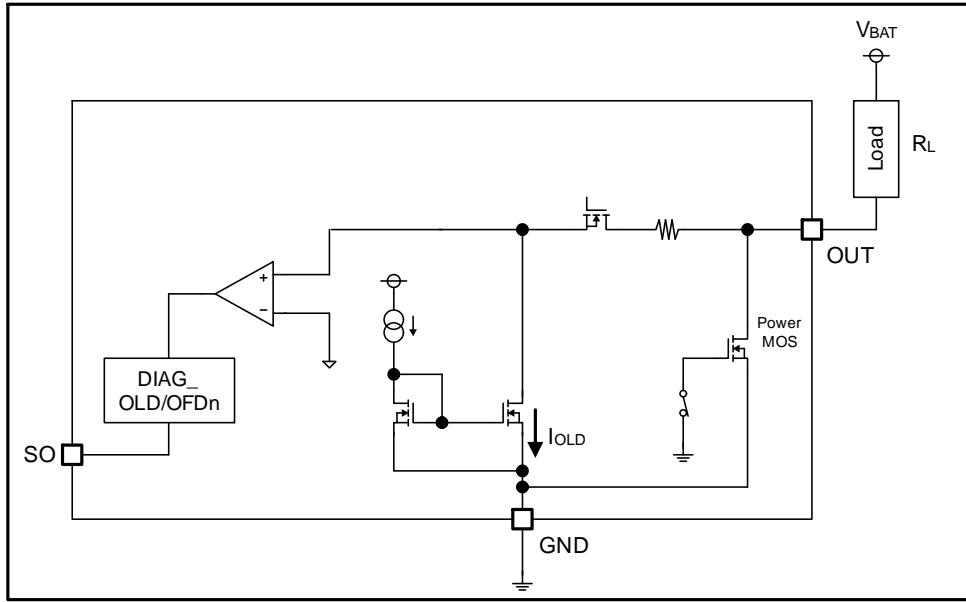 VBAT
Load
RL
OUT
+
−
Power
MOS
DIAG_
OLD/OFDn
IOLD
SO
GND